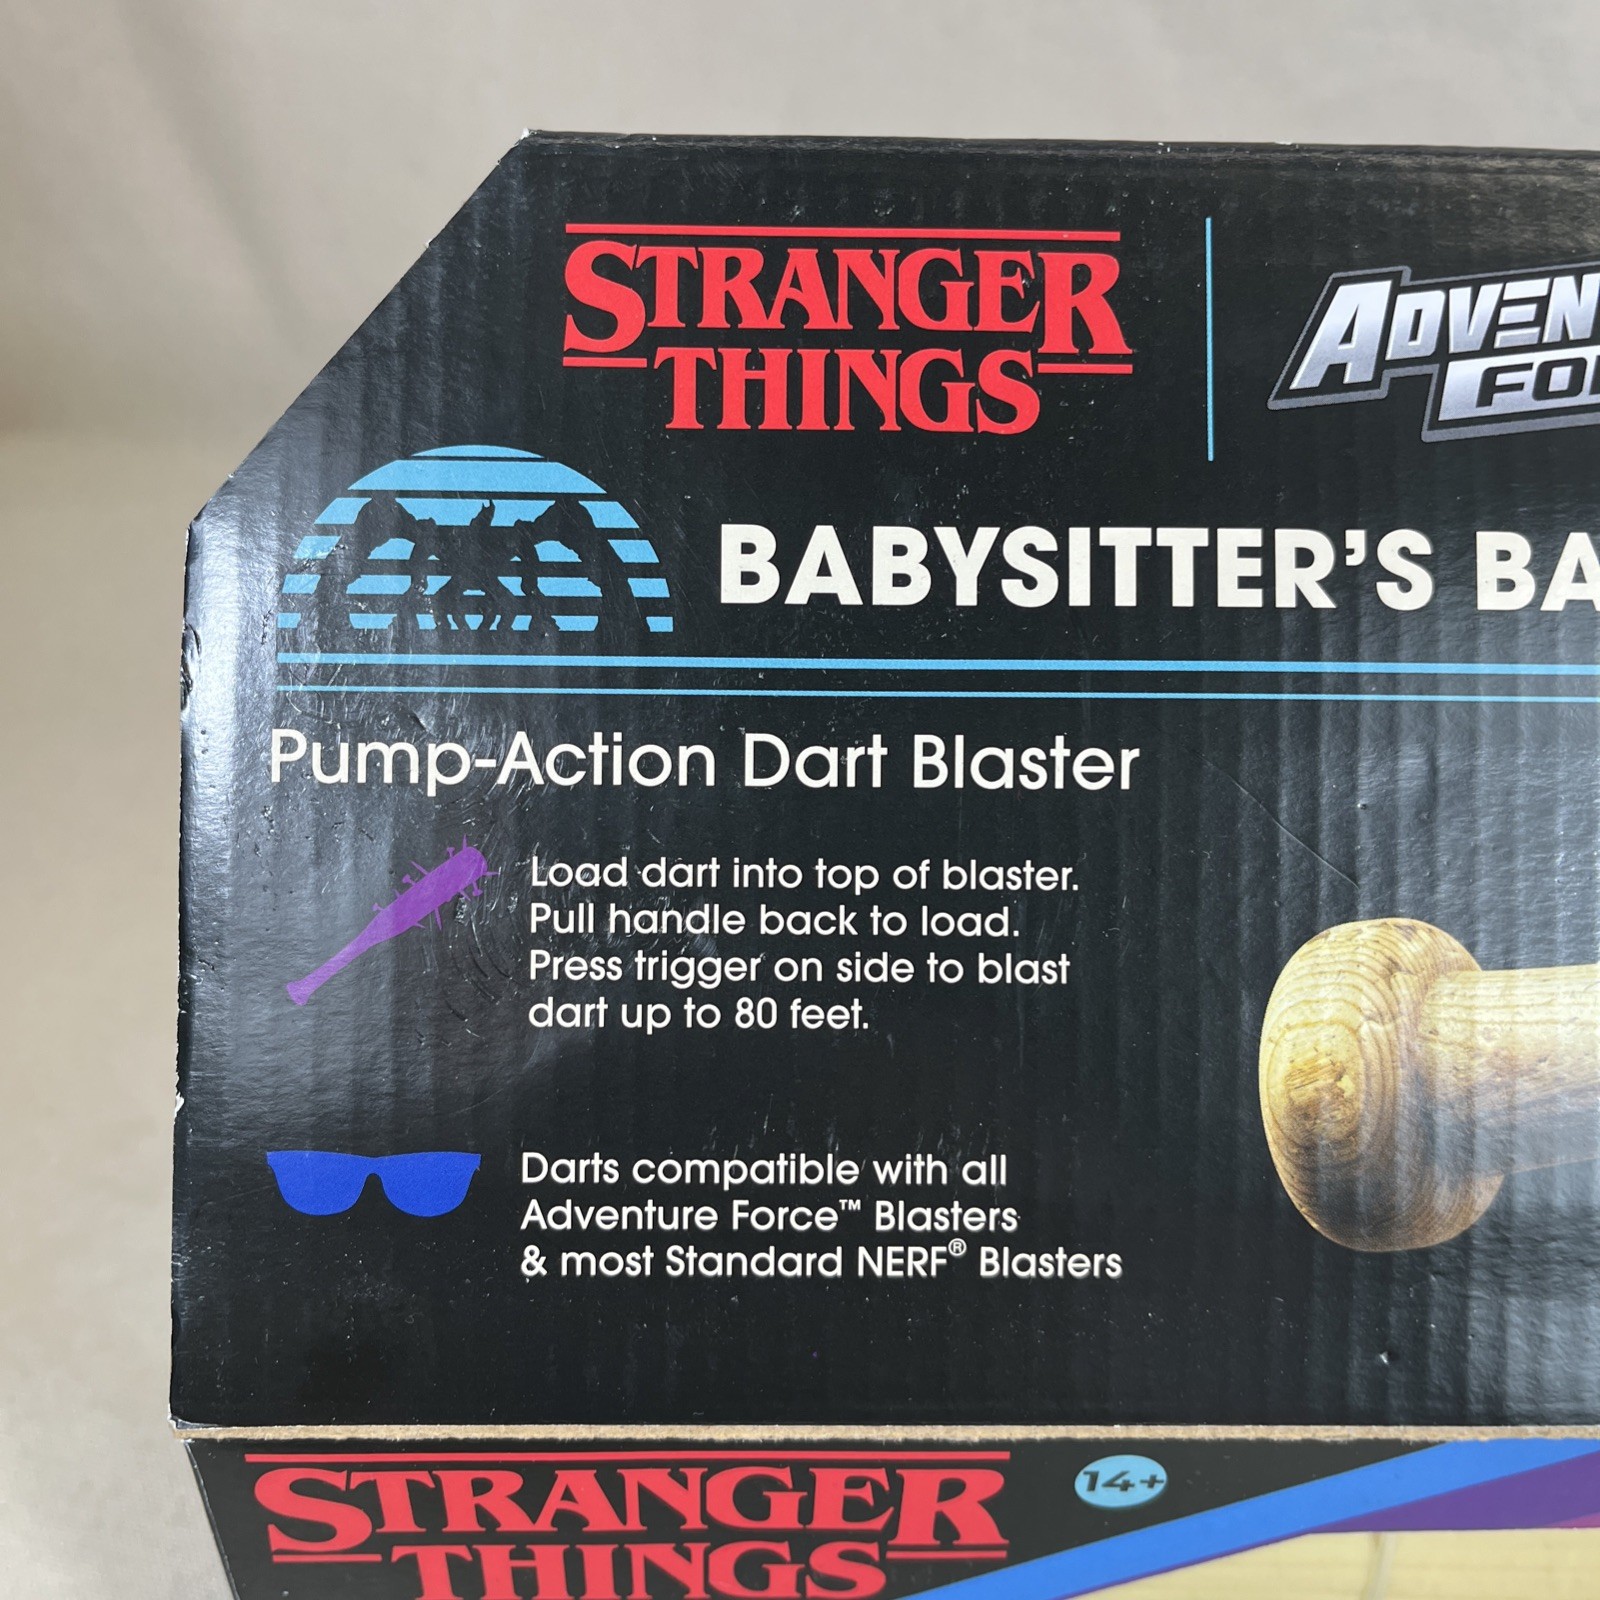 STRANGER
THINGS
BABYSITTER'S
Pump-Action Dart Blaster
Load dart into top of blaster.
Pull handle back to load.
Press trigger on side to blast
dart up to 80 feet.
Darts compatible with all
Adventure Force™ Blasters
& most Standard NERF® Blasters
STRANGER
THINGS
14+